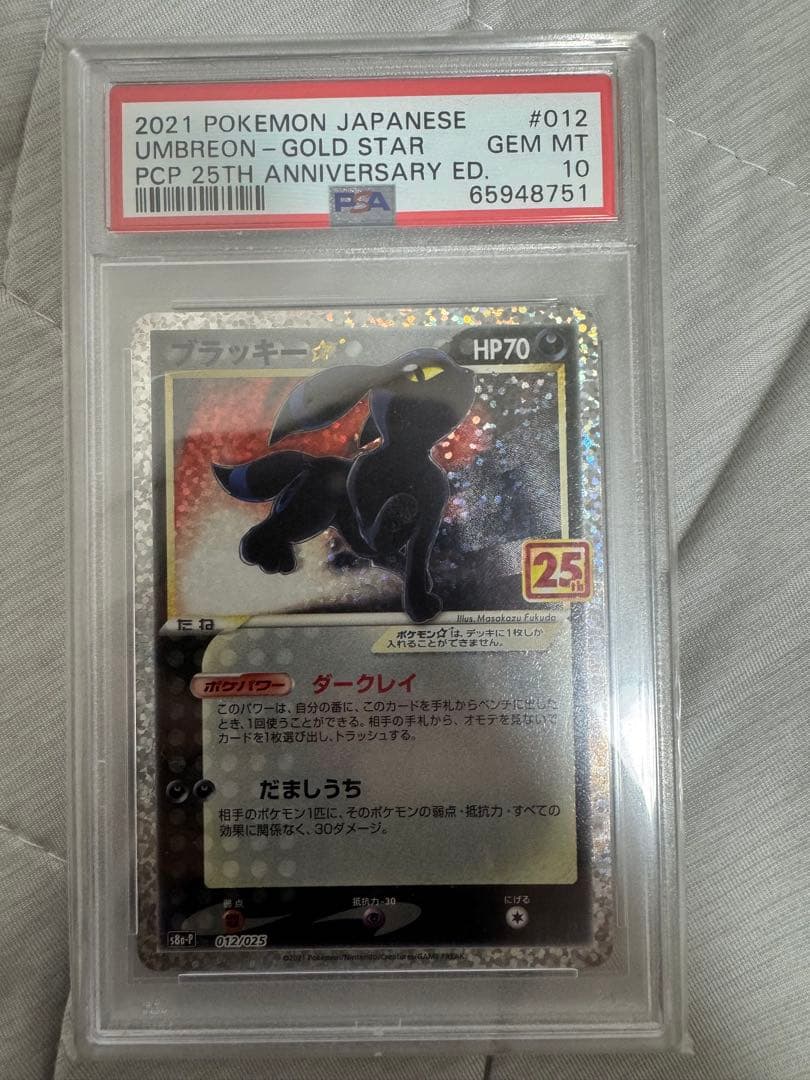 2021 POKEMON JAPANESE #012
UMBREON-GOLD STAR GEM MT
PCP 25TH ANNIVERSARY ED. 10
PSA 65948751
ブラッキー☆ HP70
25th
Illus. Masakazu Fukuda
たね
ポケモン☆は、デッキに1枚しか
入れることができません。
ポケパワー ダークレイ
このパワーは、自分の番に、このカードを手札からベンチに出した
とき、1回使うことができる。相手の手札から、オモテを見ないで
カードを1枚選び出し、トラッシュする。
だましうち
相手のポケモン1匹に、そのポケモンの弱点・抵抗力・すべての
効果に関係なく、30ダメージ。
弱点 抵抗力-30 にげる
s8a-P 012/025
©2021 Pokémon/Nintendo/Creatures/GAME FREAK.